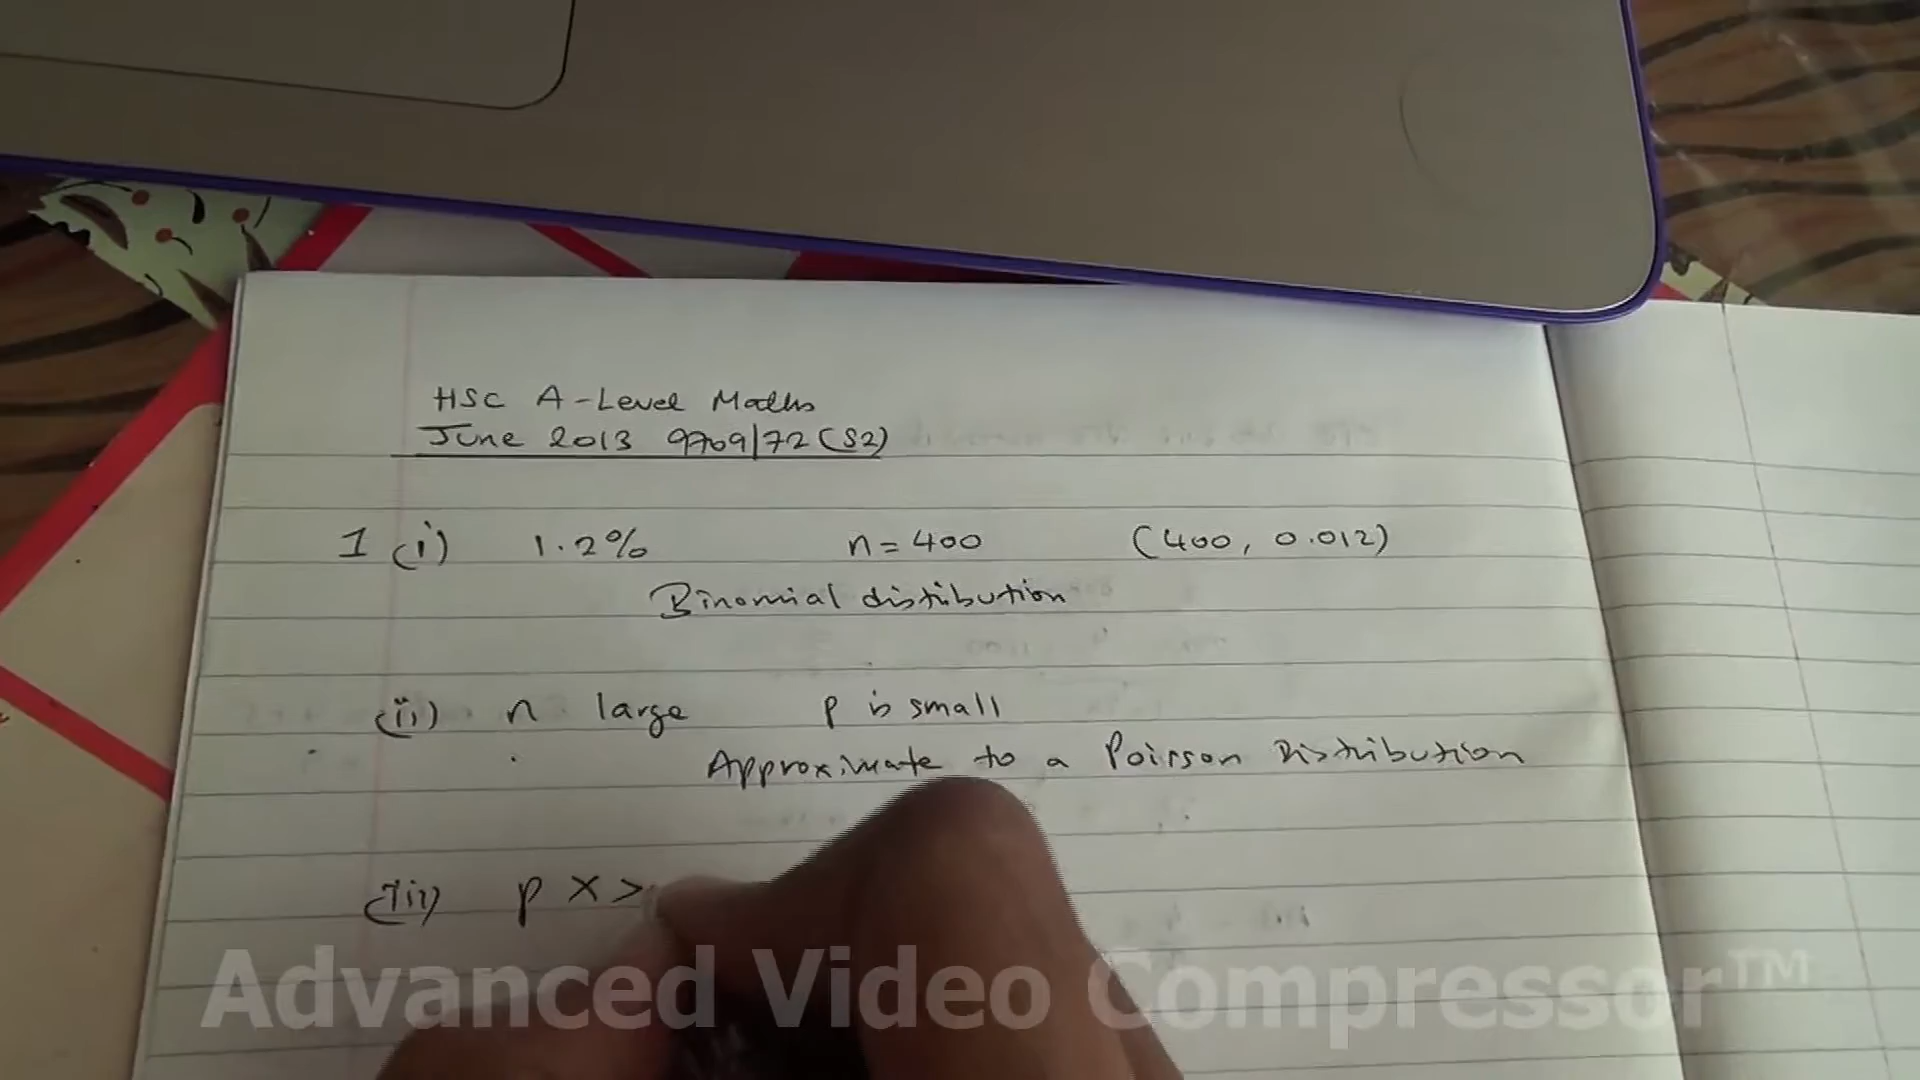 HSC A-Level Maths
June 2013 9709/72 (S2)
1 (i) 1.2% n = 400 (400, 0.012)
Binomial distribution
(ii) n large p is small
Approximate to a Poisson Distribution
(iii) p X >
Advanced Video Compressor™